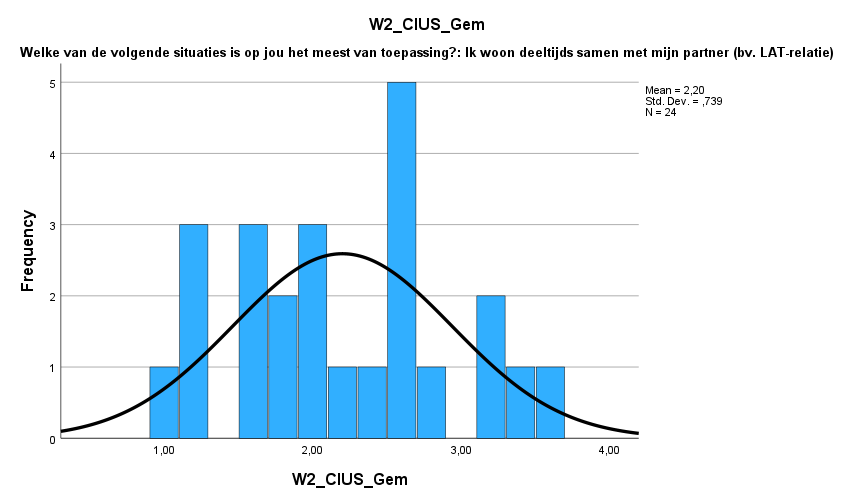 W2_CIUS_Gem
Welke van de volgende situaties is op jou het meest van toepassing?: Ik woon deeltijds samen met mijn partner (bv. LAT-relatie)
Mean = 2,20
Std. Dev. = ,739
N = 24
Frequency
5
4
3
2
1
0
1,00 2,00 3,00 4,00
W2_CIUS_Gem